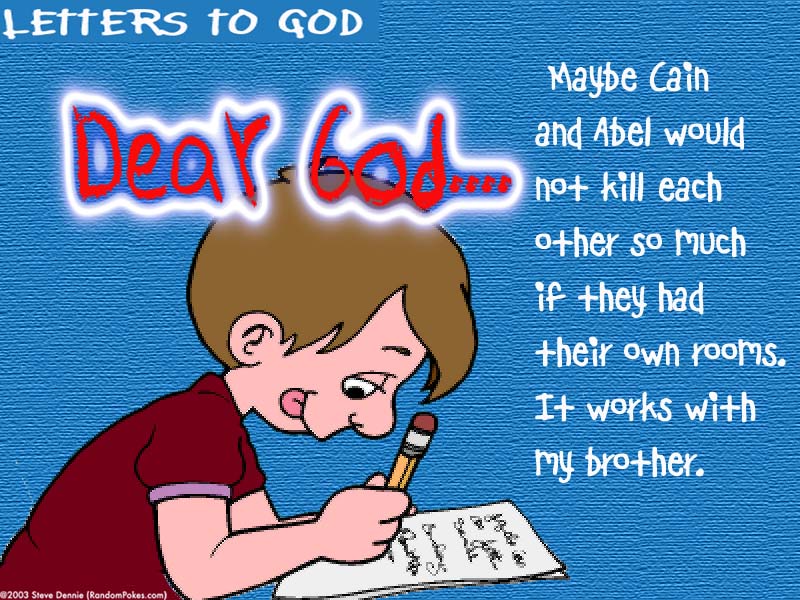 LETTERS TO GOD
Dear God....
Maybe Cain
and Abel would
not kill each
other so much
if they had
their own rooms.
It works with
my brother.
©2003 Steve Dennie (RandomPokes.com)